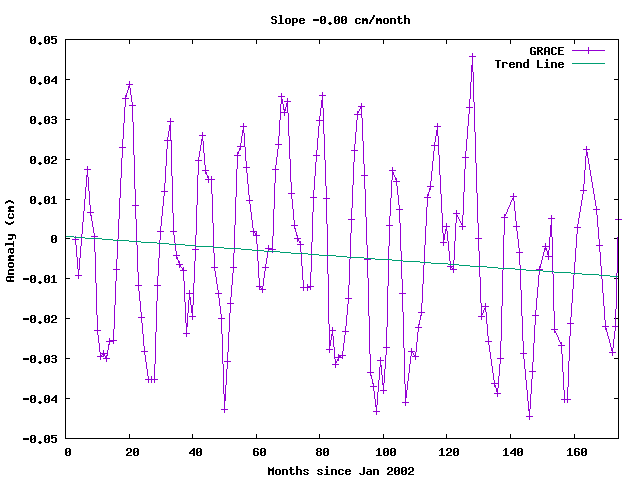 Slope -0.00 cm/month
GRACE
Trend Line
0.05
0.04
0.03
0.02
0.01
0
-0.01
-0.02
-0.03
-0.04
-0.05
Anomaly (cm)
0 20 40 60 80 100 120 140 160
Months since Jan 2002